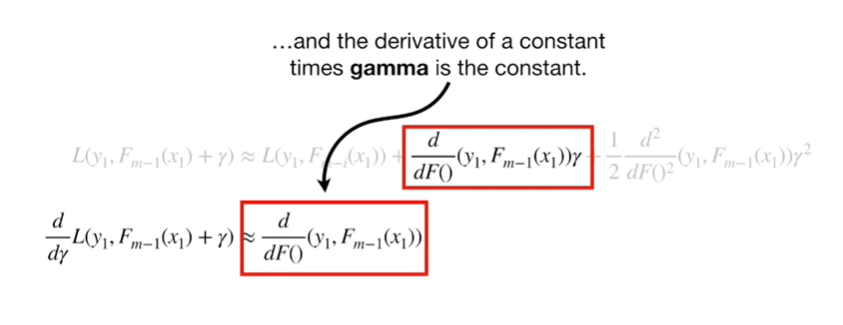 …and the derivative of a constant
times gamma is the constant.
L(y₁, Fₘ₋₁(x₁) + γ) ≈ L(y₁, F (x₁)) + d/dF() (y₁, Fₘ₋₁(x₁))γ + 1/2 d²/dF()² (y₁, Fₘ₋₁(x₁))γ²
d/dγ L(y₁, Fₘ₋₁(x₁) + γ) ≈ d/dF() (y₁, Fₘ₋₁(x₁))